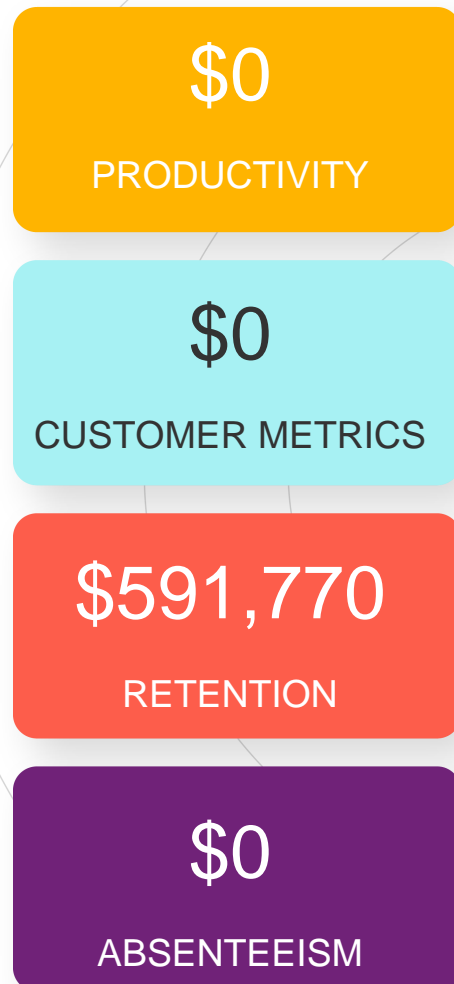 $0
PRODUCTIVITY
$0
CUSTOMER METRICS
$591,770
RETENTION
$0
ABSENTEEISM